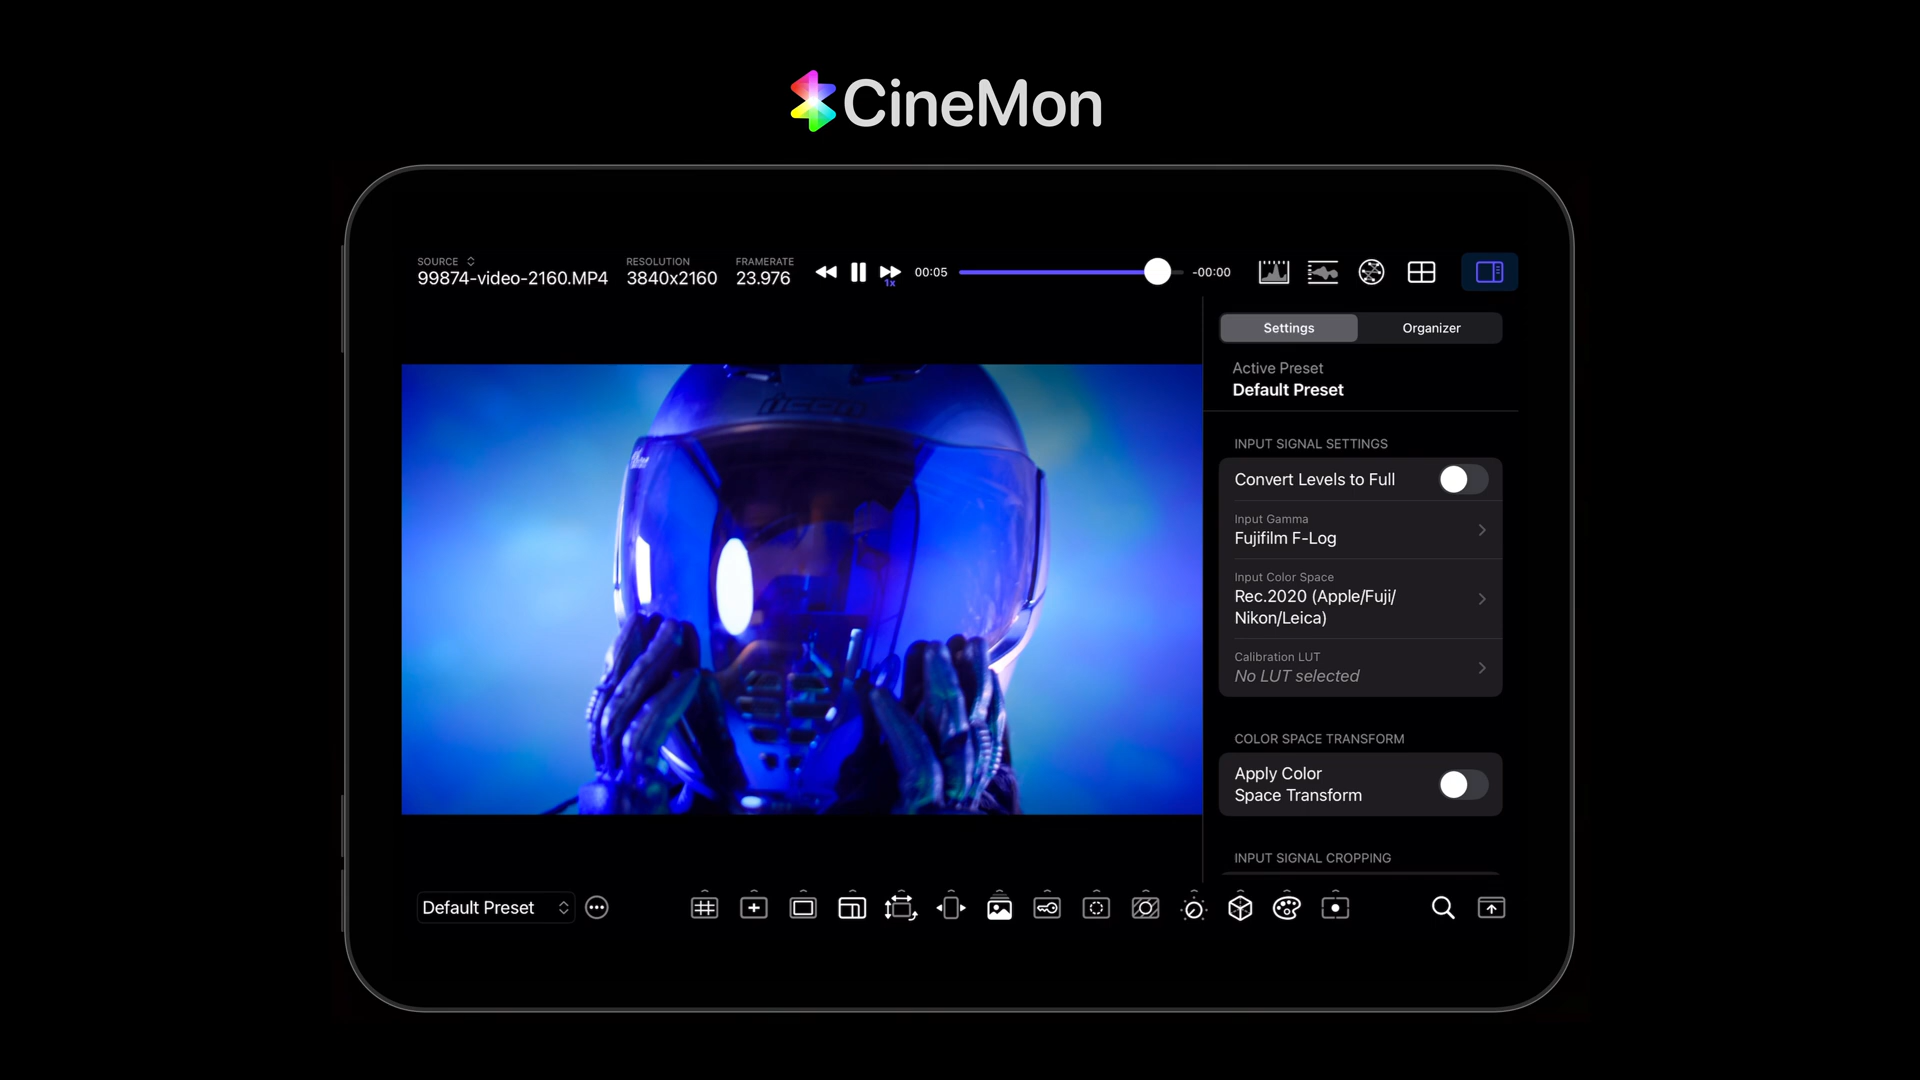 CineMon
SOURCE
99874-video-2160.MP4
RESOLUTION
3840x2160
FRAMERATE
23.976
1x
00:05
-00:00
Settings
Organizer
Active Preset
Default Preset
INPUT SIGNAL SETTINGS
Convert Levels to Full
Input Gamma
Fujifilm F-Log
Input Color Space
Rec.2020 (Apple/Fuji/
Nikon/Leica)
Calibration LUT
No LUT selected
COLOR SPACE TRANSFORM
Apply Color
Space Transform
INPUT SIGNAL CROPPING
Default Preset